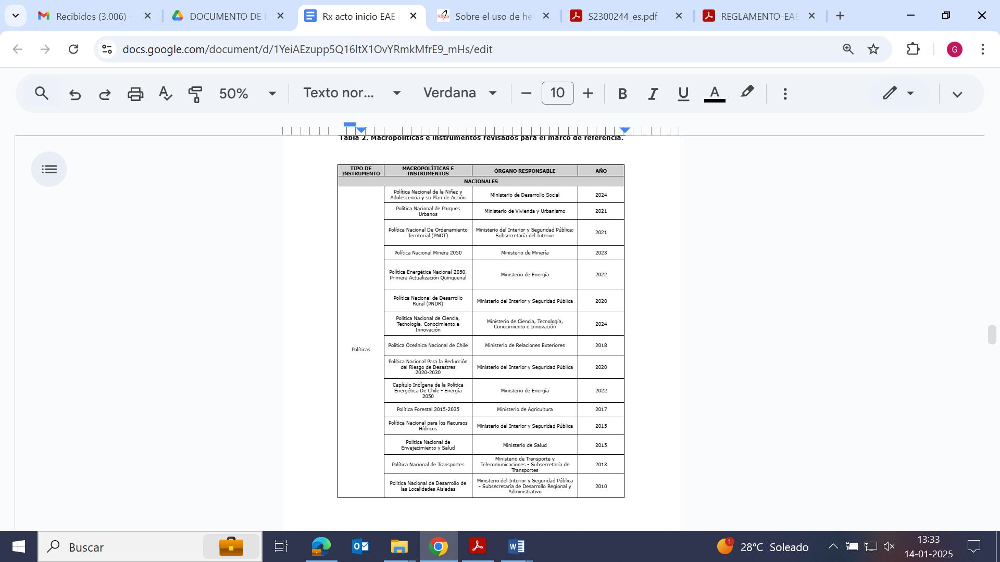 Recibidos (3.006) -
DOCUMENTO DE I
Rx acto inicio EAE a
Sobre el uso de he
S2300244_es.pdf
REGLAMENTO-EAE
docs.google.com/document/d/1YeiAEzupp5Q16ltX1OvYRmkMfrE9_mHs/edit
G
50%
Texto nor...
Verdana
10
B
I
U
A
Tabla 2. Macropolíticas e instrumentos revisados para el marco de referencia.
TIPO DE
INSTRUMENTO
MACROPOLÍTICAS E
INSTRUMENTOS
ÓRGANO RESPONSABLE
AÑO
NACIONALES
Políticas
Política Nacional de la Niñez y
Adolescencia y su Plan de Acción
Ministerio de Desarrollo Social
2024
Política Nacional de Parques
Urbanos
Ministerio de Vivienda y Urbanismo
2021
Política Nacional De Ordenamiento
Territorial (PNOT)
Ministerio del Interior y Seguridad Pública;
Subsecretaría del Interior
2021
Política Nacional Minera 2050
Ministerio de Minería
2023
Política Energética Nacional 2050.
Primera Actualización Quinquenal
Ministerio de Energía
2022
Política Nacional de Desarrollo
Rural (PNDR)
Ministerio del Interior y Seguridad Pública
2020
Política Nacional de Ciencia,
Tecnología, Conocimiento e
Innovación
Ministerio de Ciencia, Tecnología,
Conocimiento e Innovación
2024
Política Oceánica Nacional de Chile
Ministerio de Relaciones Exteriores
2018
Política Nacional Para la Reducción
del Riesgo de Desastres
2020-2030
Ministerio del Interior y Seguridad Pública
2020
Capítulo Indígena de la Política
Energética De Chile - Energía
2050
Ministerio de Energía
2022
Política Forestal 2015-2035
Ministerio de Agricultura
2017
Política Nacional para los Recursos
Hídricos
Ministerio del Interior y Seguridad Pública
2015
Política Nacional de
Envejecimiento y Salud
Ministerio de Salud
2015
Política Nacional de Transportes
Ministerio de Transporte y
Telecomunicaciones - Subsecretaría de
Transportes
2013
Política Nacional de Desarrollo de
las Localidades Aisladas
Ministerio del Interior y Seguridad Pública
- Subsecretaría de Desarrollo Regional y
Administrativo
2010
Buscar
1
28°C Soleado
13:33
14-01-2025